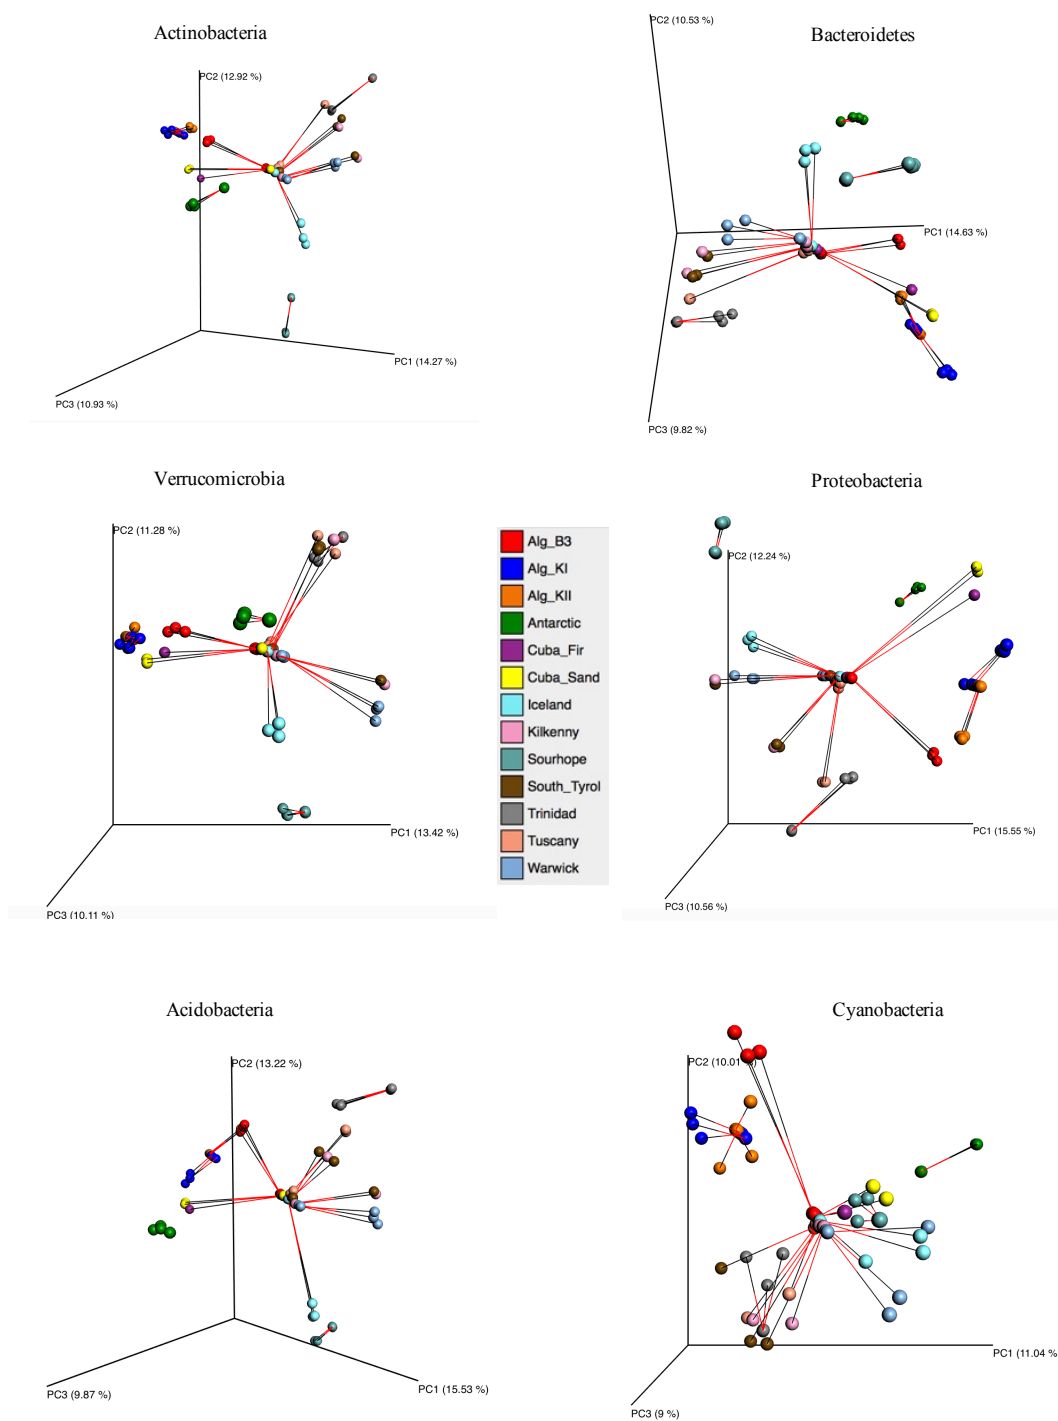 Actinobacteria
PC2 (12.92 %)
PC1 (14.27 %)
PC3 (10.93 %)
Bacteroidetes
PC2 (10.53 %)
PC1 (14.63 %)
PC3 (9.82 %)
Verrucomicrobia
PC2 (11.28 %)
PC1 (13.42 %)
PC3 (10.11 %)
Alg_B3
Alg_KI
Alg_KII
Antarctic
Cuba_Fir
Cuba_Sand
Iceland
Kilkenny
Sourhope
South_Tyrol
Trinidad
Tuscany
Warwick
Proteobacteria
PC2 (12.24 %)
PC1 (15.55 %)
PC3 (10.56 %)
Acidobacteria
PC2 (13.22 %)
PC1 (15.53 %)
PC3 (9.87 %)
Cyanobacteria
PC2 (10.01 %)
PC1 (11.04 %
PC3 (9 %)